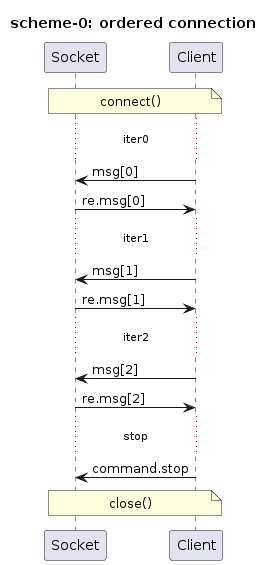 scheme-0: ordered connection
Socket Client
connect()
iter0
msg[0]
re.msg[0]
iter1
msg[1]
re.msg[1]
iter2
msg[2]
re.msg[2]
stop
command.stop
close()
Socket Client